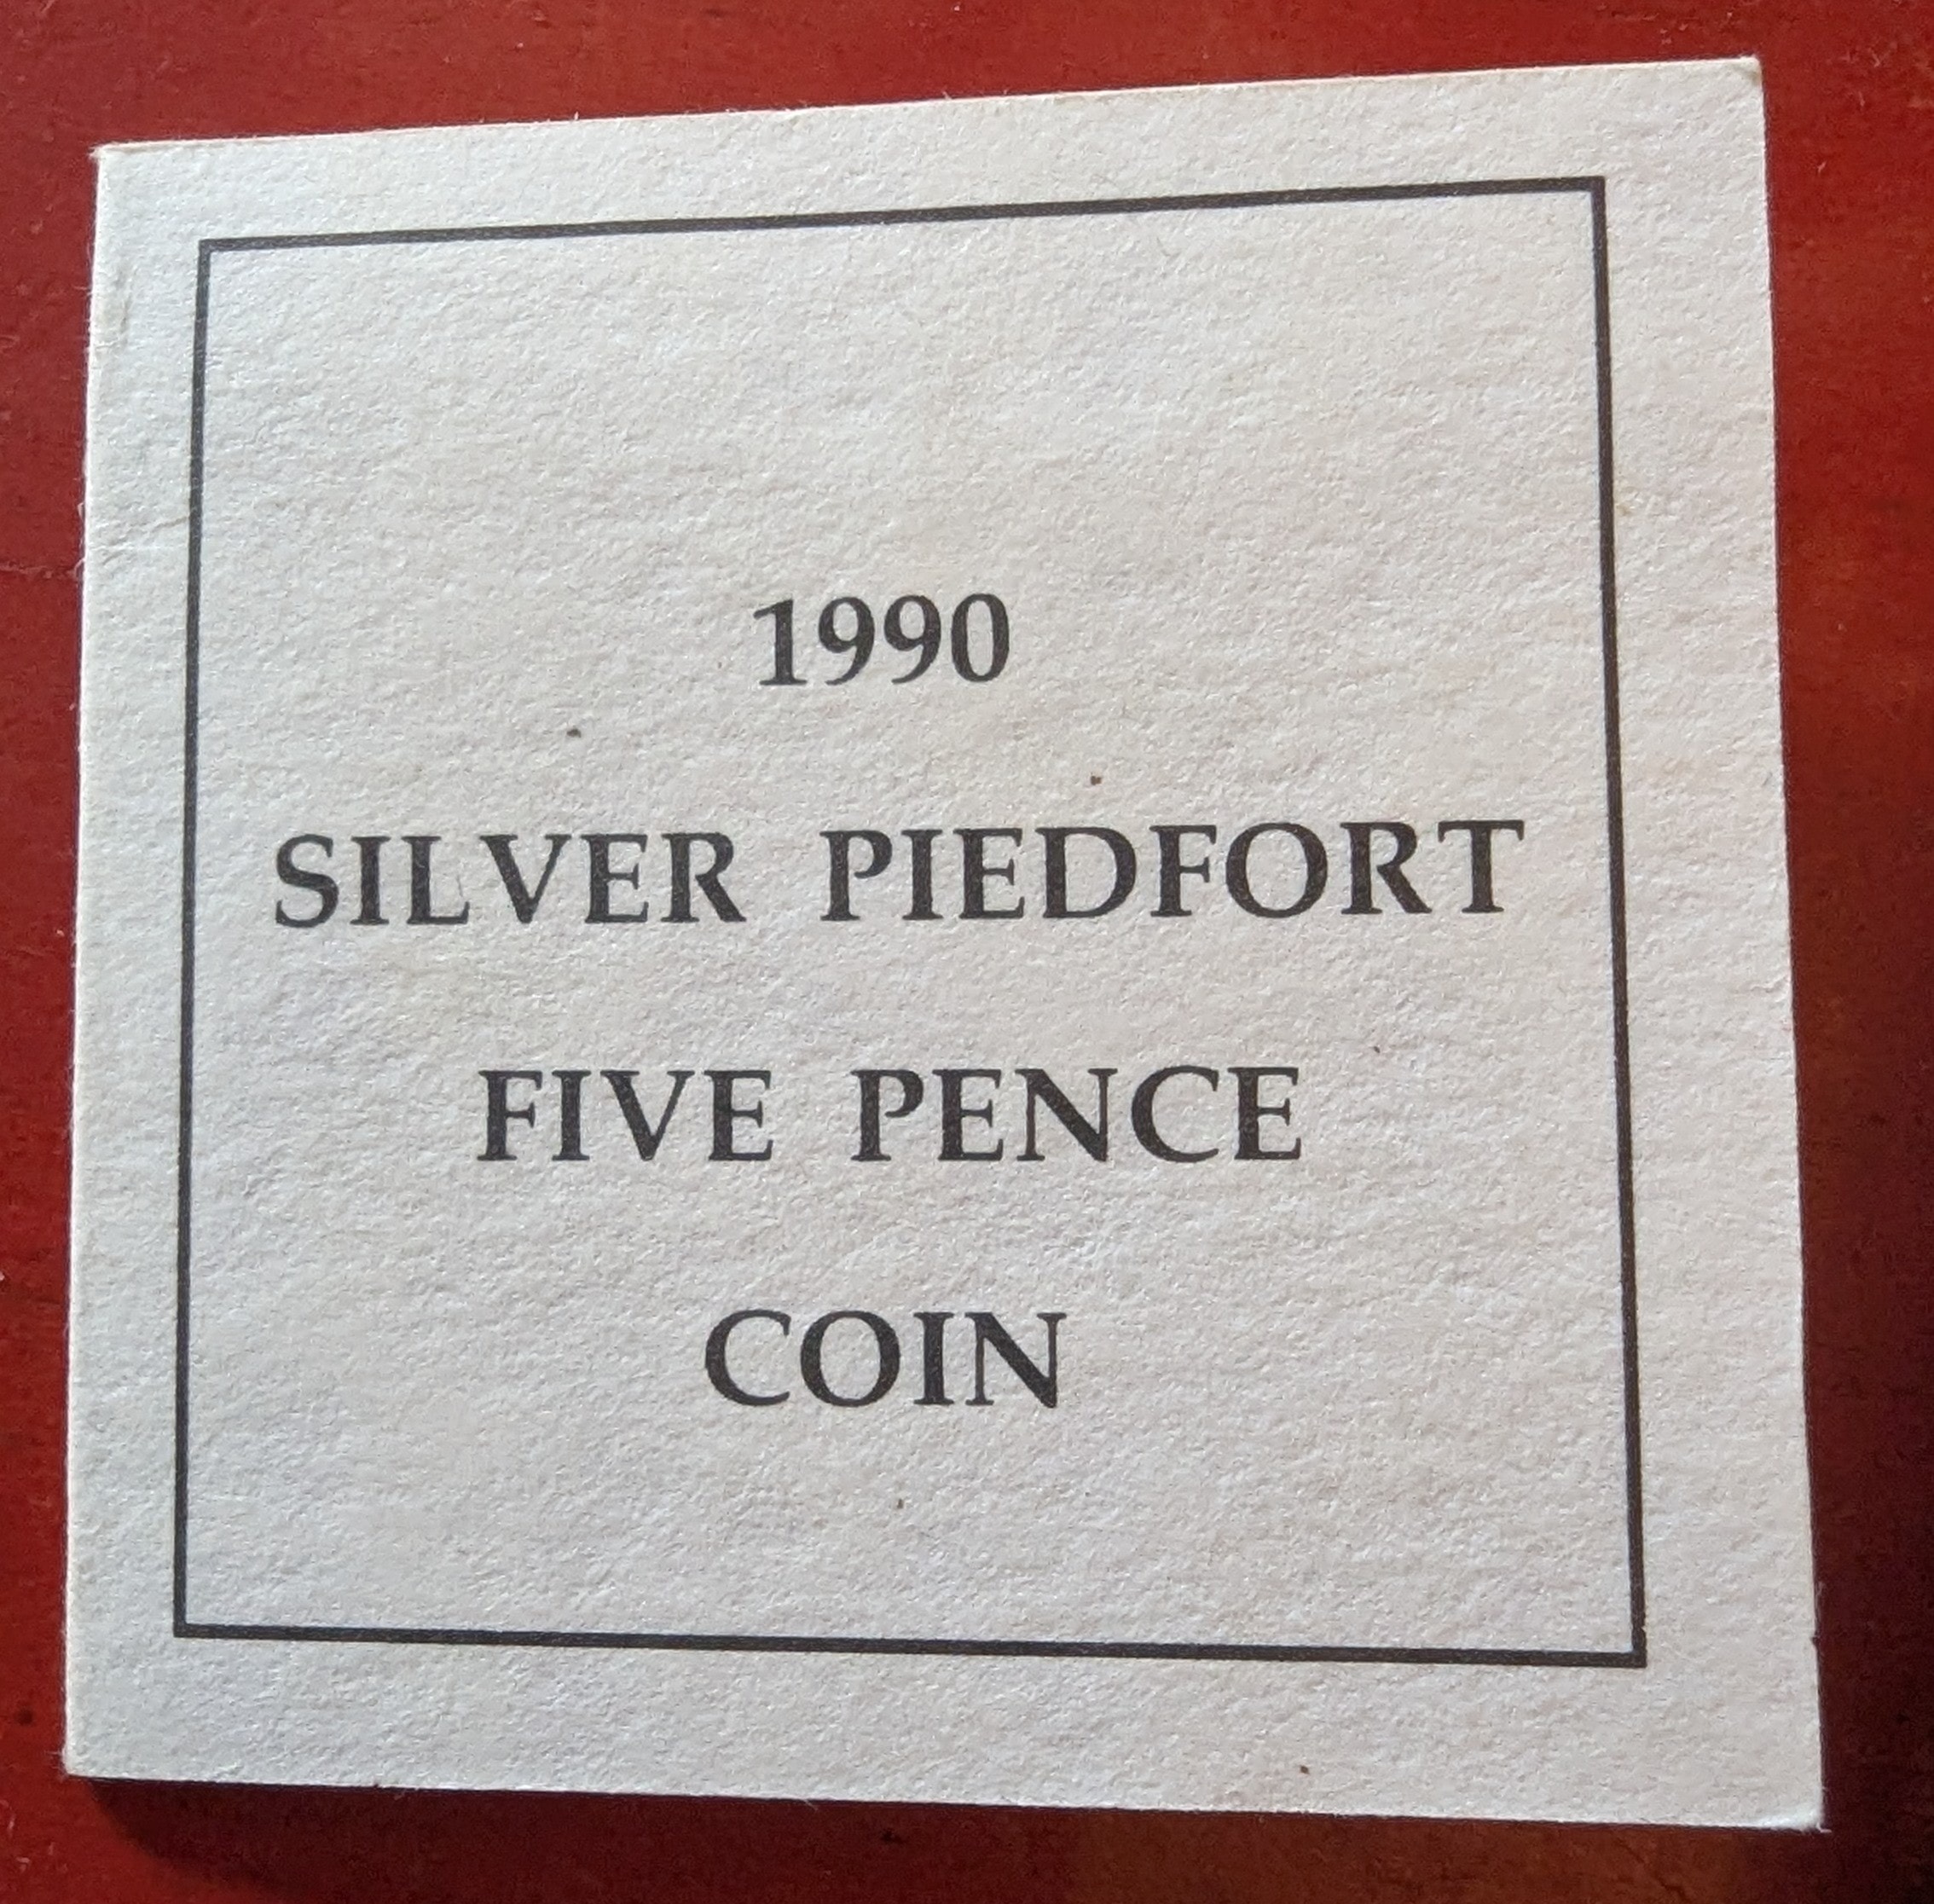 1990
SILVER PIEDFORT
FIVE PENCE
COIN